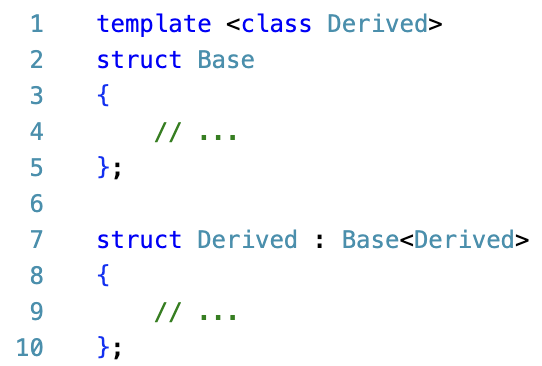 1 template <class Derived>
2 struct Base
3 {
4     // ...
5 };
6
7 struct Derived : Base<Derived>
8 {
9     // ...
10 };